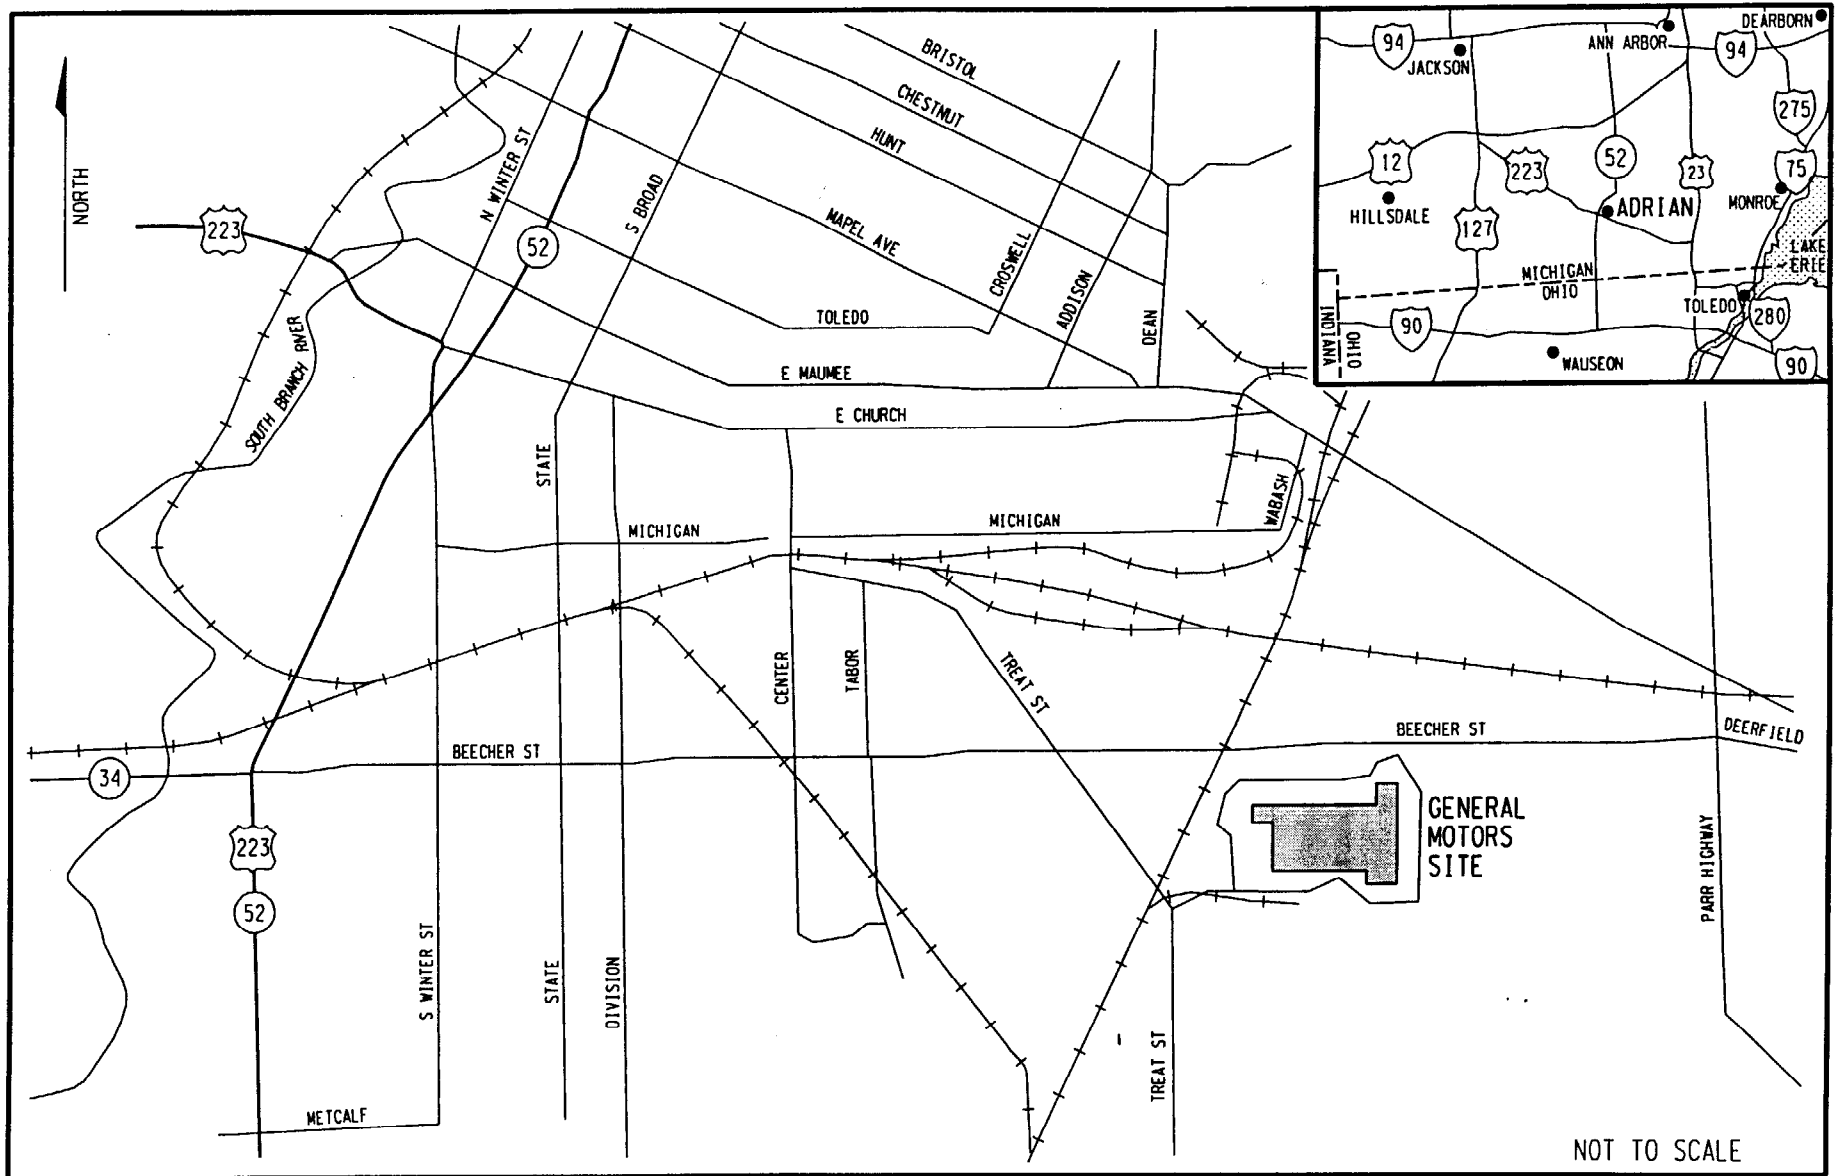 BRISTOL
CHESTNUT
HUNT
N WINTER ST
S BROAD
MAPEL AVE
CROSWELL
ADDISON
DEAN
NORTH
223
52
TOLEDO
SOUTH BRANCH RIVER
E MAUMEE
E CHURCH
STATE
WABASH
MICHIGAN
MICHIGAN
CENTER
TABOR
TREAT ST
BEECHER ST
BEECHER ST
DEERFIELD
34
GENERAL
MOTORS
SITE
223
52
PARR HIGHWAY
S WINTER ST
STATE
DIVISION
TREAT ST
METCALF
NOT TO SCALE
DEARBORN
94
ANN ARBOR
94
JACKSON
275
12
223
52
23
75
HILLSDALE
ADRIAN
MONROE
127
LAKE
ERIE
MICHIGAN
OHIO
TOLEDO
280
INDIANA
OHIO
90
WAUSEON
90